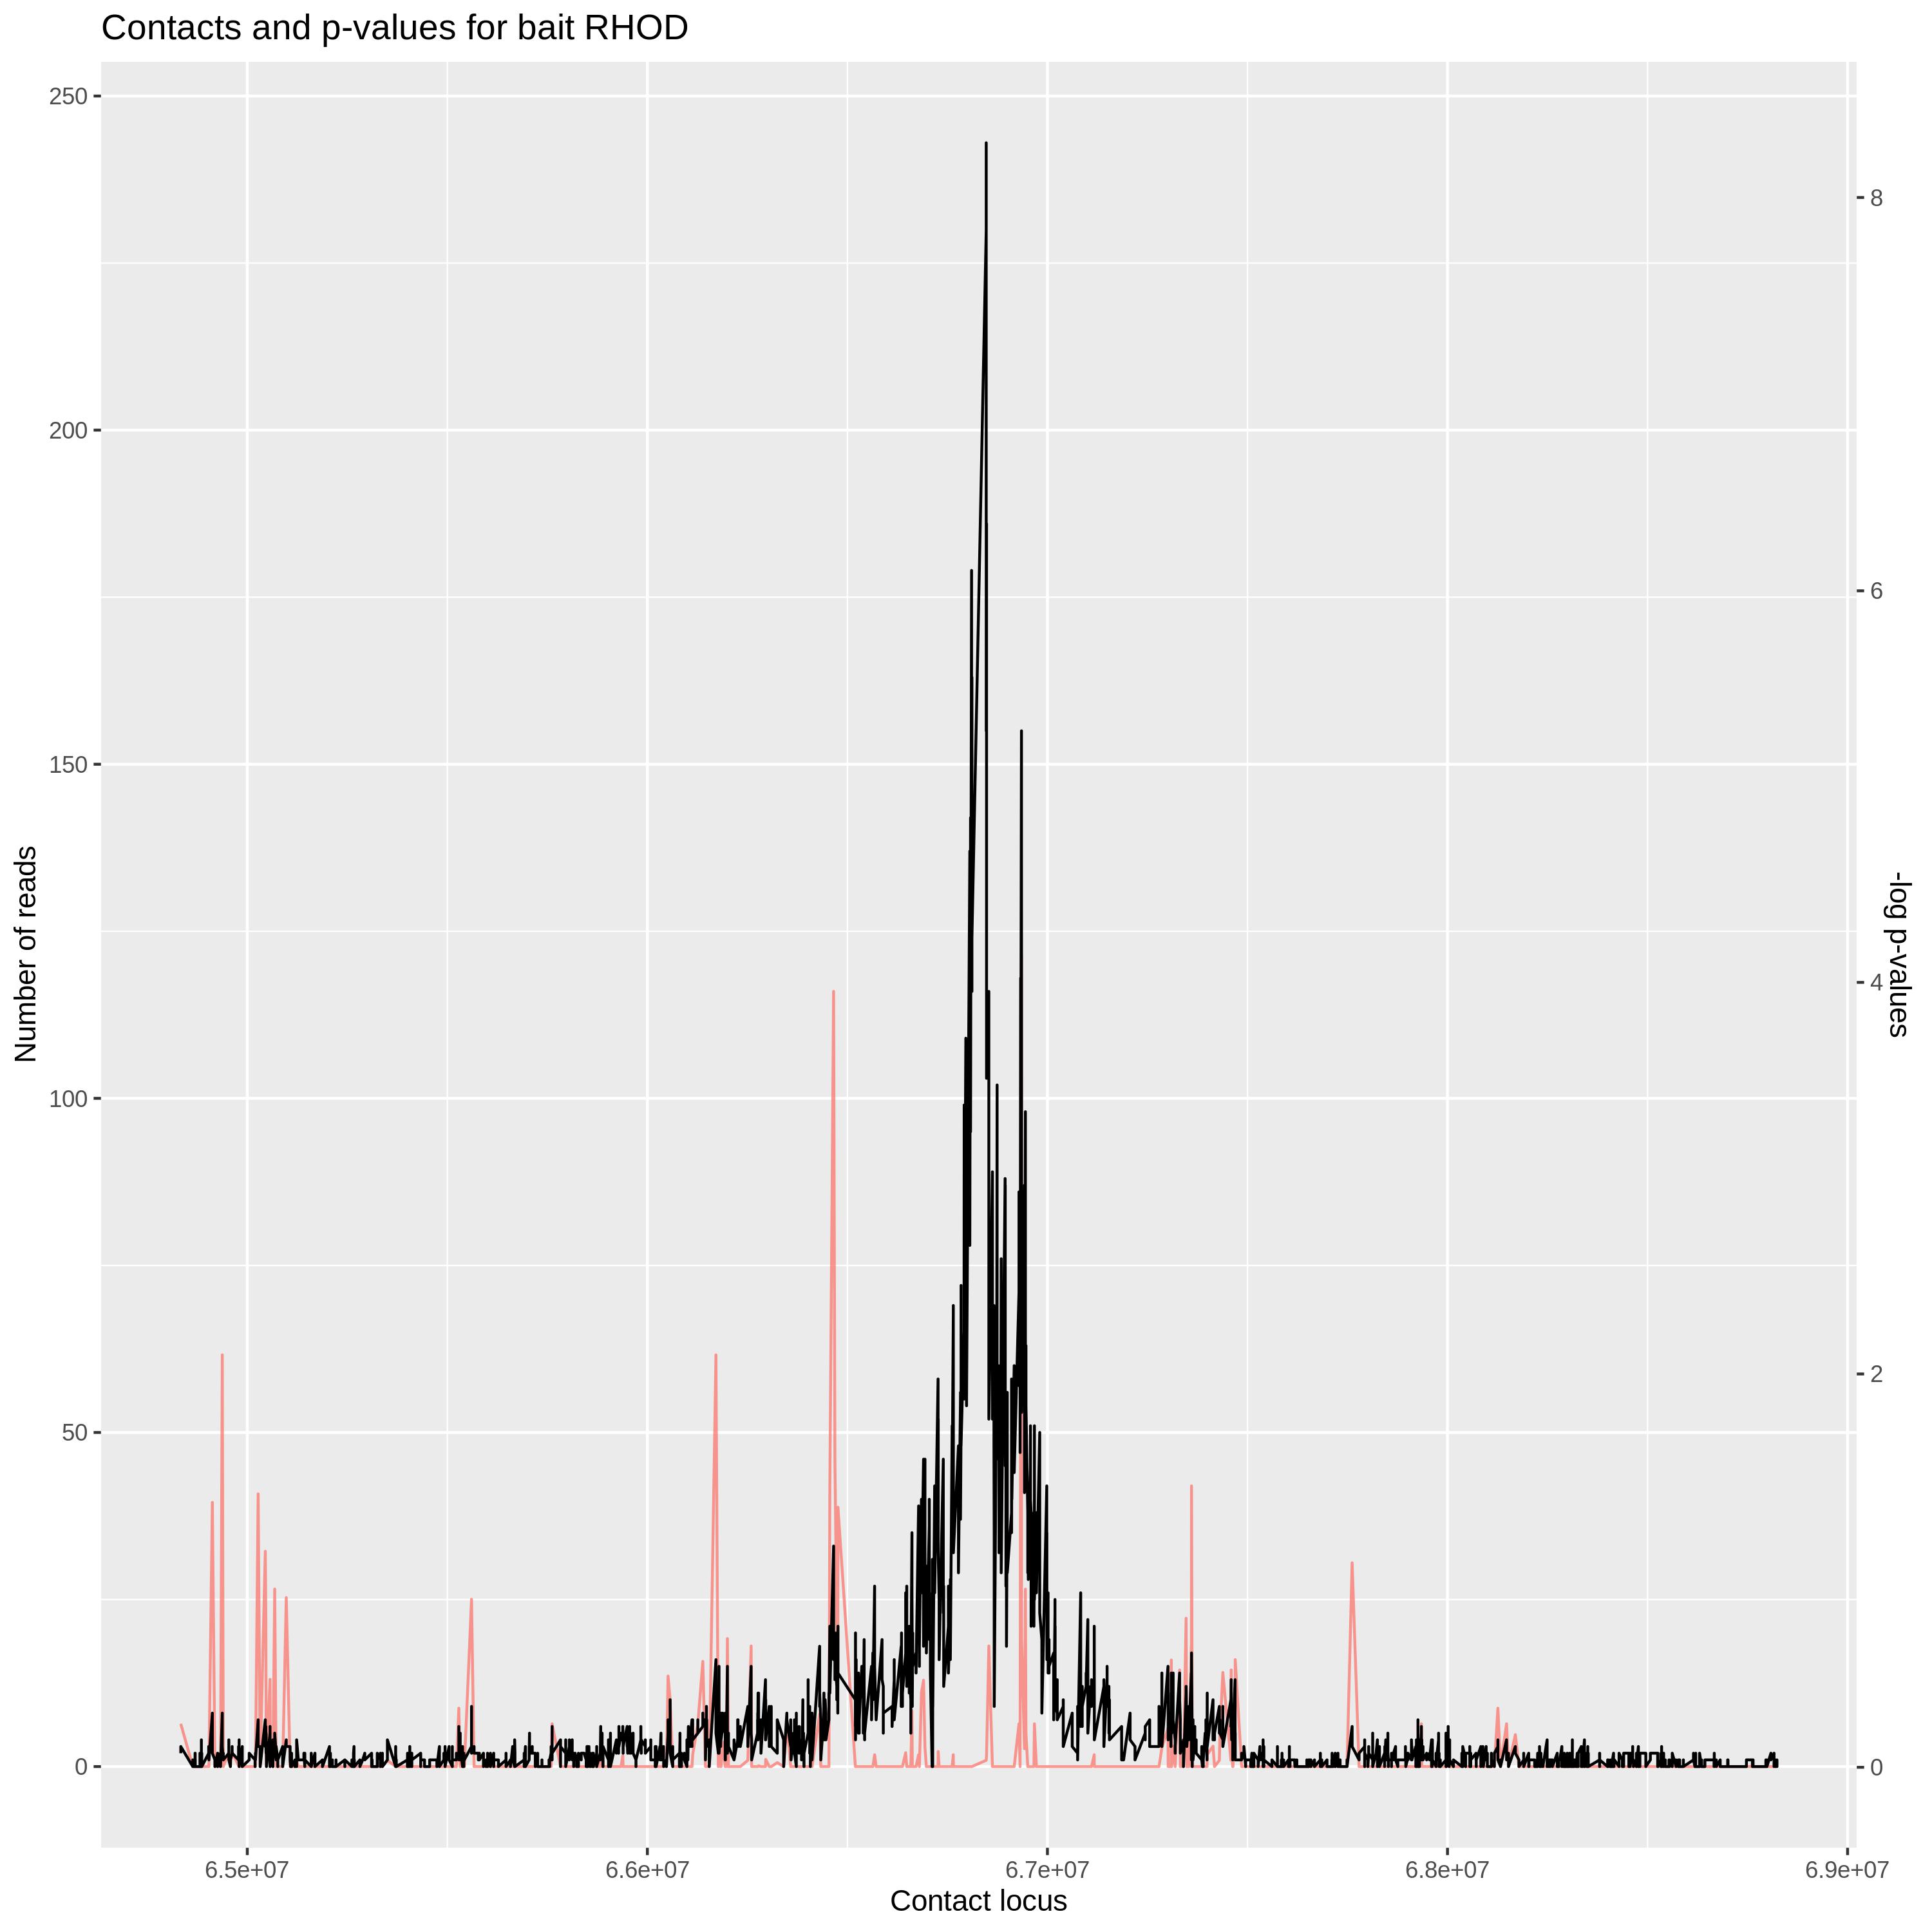 Contacts and p-values for bait RHOD
250
200
150
100
50
0
Number of reads
8
6
4
2
0
-log p-values
6.5e+07 6.6e+07 6.7e+07 6.8e+07 6.9e+07
Contact locus